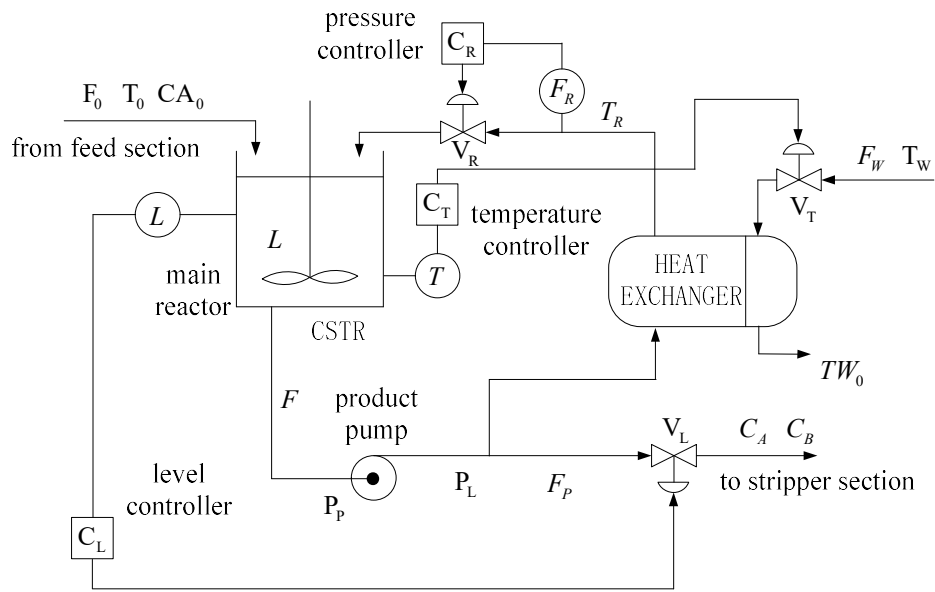 pressure
controller
C_R
F_R
T_R
V_R
F_0 T_0 CA_0
from feed section
L
L
C_T
temperature
controller
T
F_W T_W
V_T
HEAT
EXCHANGER
TW_0
main
reactor
CSTR
F
product
pump
P_P
P_L
F_P
V_L
C_A C_B
to stripper section
level
controller
C_L